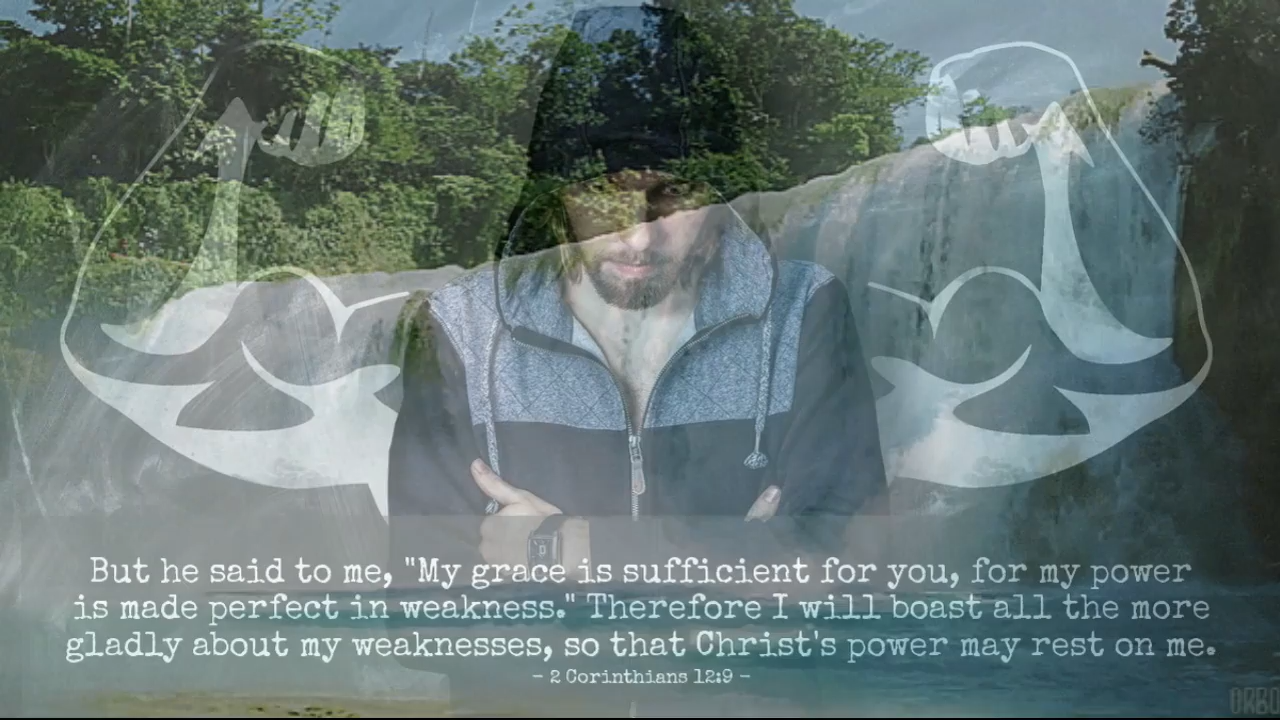 But he said to me, "My grace is sufficient for you, for my power
is made perfect in weakness." Therefore I will boast all the more
gladly about my weaknesses, so that Christ's power may rest on me.
- 2 Corinthians 12:9 -